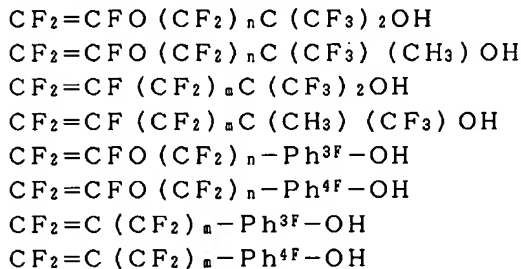 CF₂=CFO(CF₂)ₙC(CF₃)₂OH
CF₂=CFO(CF₂)ₙC(CF₃)(CH₃)OH
CF₂=CF(CF₂)ₘC(CF₃)₂OH
CF₂=CF(CF₂)ₘC(CH₃)(CF₃)OH
CF₂=CFO(CF₂)ₙ-Ph³ᶠ-OH
CF₂=CFO(CF₂)ₙ-Ph⁴ᶠ-OH
CF₂=C(CF₂)ₘ-Ph³ᶠ-OH
CF₂=C(CF₂)ₘ-Ph⁴ᶠ-OH